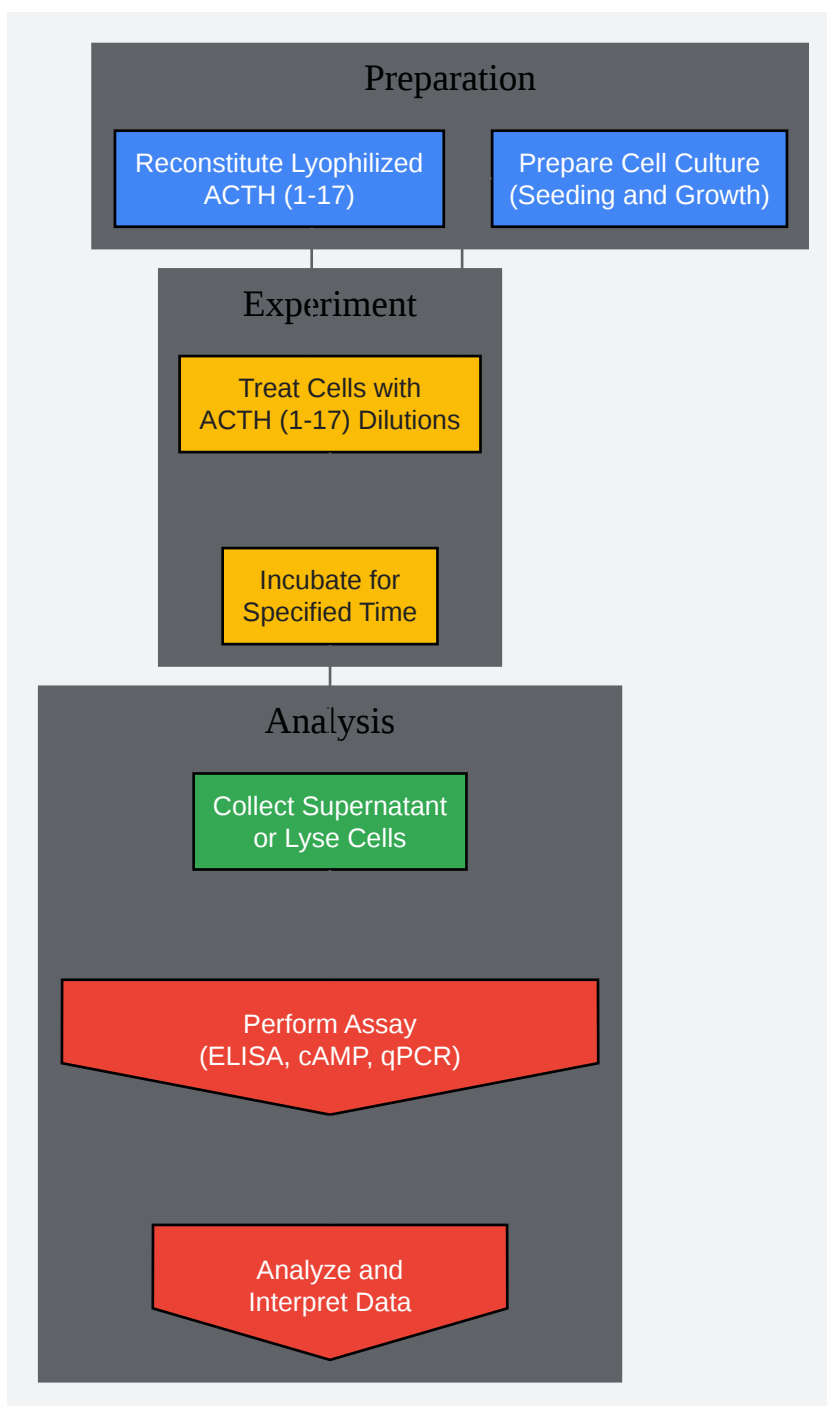 Preparation
Reconstitute Lyophilized
ACTH (1-17)
Prepare Cell Culture
(Seeding and Growth)
Experiment
Treat Cells with
ACTH (1-17) Dilutions
Incubate for
Specified Time
Analysis
Collect Supernatant
or Lyse Cells
Perform Assay
(ELISA, cAMP, qPCR)
Analyze and
Interpret Data